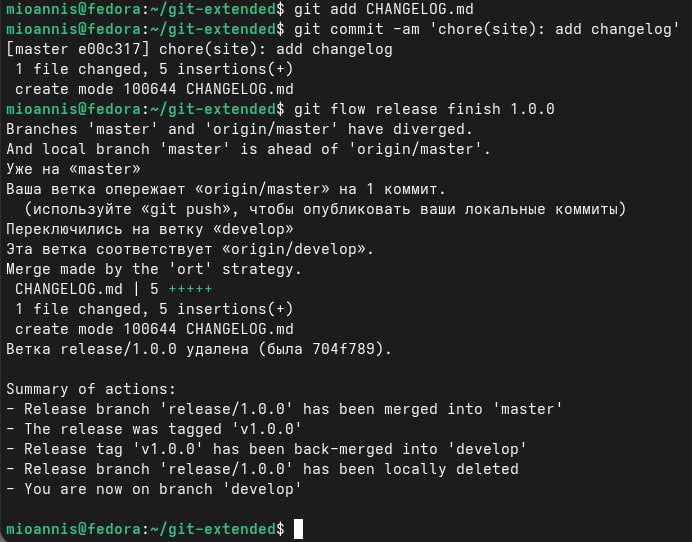 mioannis@fedora:~/git-extended$ git add CHANGELOG.md
mioannis@fedora:~/git-extended$ git commit -am 'chore(site): add changelog'
[master e00c317] chore(site): add changelog
 1 file changed, 5 insertions(+)
 create mode 100644 CHANGELOG.md
mioannis@fedora:~/git-extended$ git flow release finish 1.0.0
Branches 'master' and 'origin/master' have diverged.
And local branch 'master' is ahead of 'origin/master'.
Уже на «master»
Ваша ветка опережает «origin/master» на 1 коммит.
  (используйте «git push», чтобы опубликовать ваши локальные коммиты)
Переключились на ветку «develop»
Эта ветка соответствует «origin/develop».
Merge made by the 'ort' strategy.
 CHANGELOG.md | 5 +++++
 1 file changed, 5 insertions(+)
 create mode 100644 CHANGELOG.md
Ветка release/1.0.0 удалена (была 704f789).

Summary of actions:
- Release branch 'release/1.0.0' has been merged into 'master'
- The release was tagged 'v1.0.0'
- Release tag 'v1.0.0' has been back-merged into 'develop'
- Release branch 'release/1.0.0' has been locally deleted
- You are now on branch 'develop'

mioannis@fedora:~/git-extended$